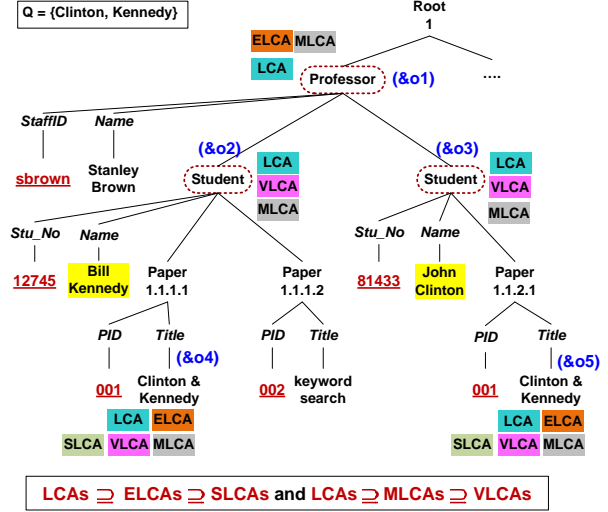 Q = {Clinton, Kennedy}
Root
1
ELCA MLCA
LCA
Professor
(&o1)
....
StaffID Name
(&o2)
(&o3)
sbrown
Stanley
Brown
Student
LCA
VLCA
MLCA
Student
LCA
VLCA
MLCA
Stu_No Name
Stu_No Name
12745
Bill
Kennedy
Paper
1.1.1.1
Paper
1.1.1.2
81433
John
Clinton
Paper
1.1.2.1
PID Title
PID Title
PID Title
(&o4)
(&o5)
001
Clinton &
Kennedy
002
keyword
search
001
Clinton &
Kennedy
LCA ELCA
SLCA VLCA MLCA
LCA ELCA
SLCA VLCA MLCA
LCAs ⊇ ELCAs ⊇ SLCAs and LCAs ⊇ MLCAs ⊇ VLCAs